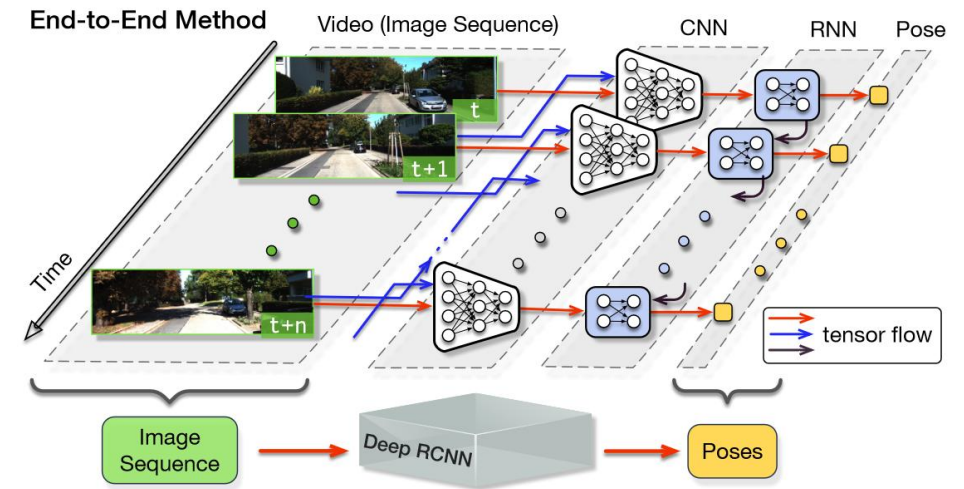 End-to-End Method
Video (Image Sequence)
CNN
RNN
Pose
t
t+1
Time
t+n
tensor flow
Image
Sequence
Deep RCNN
Poses